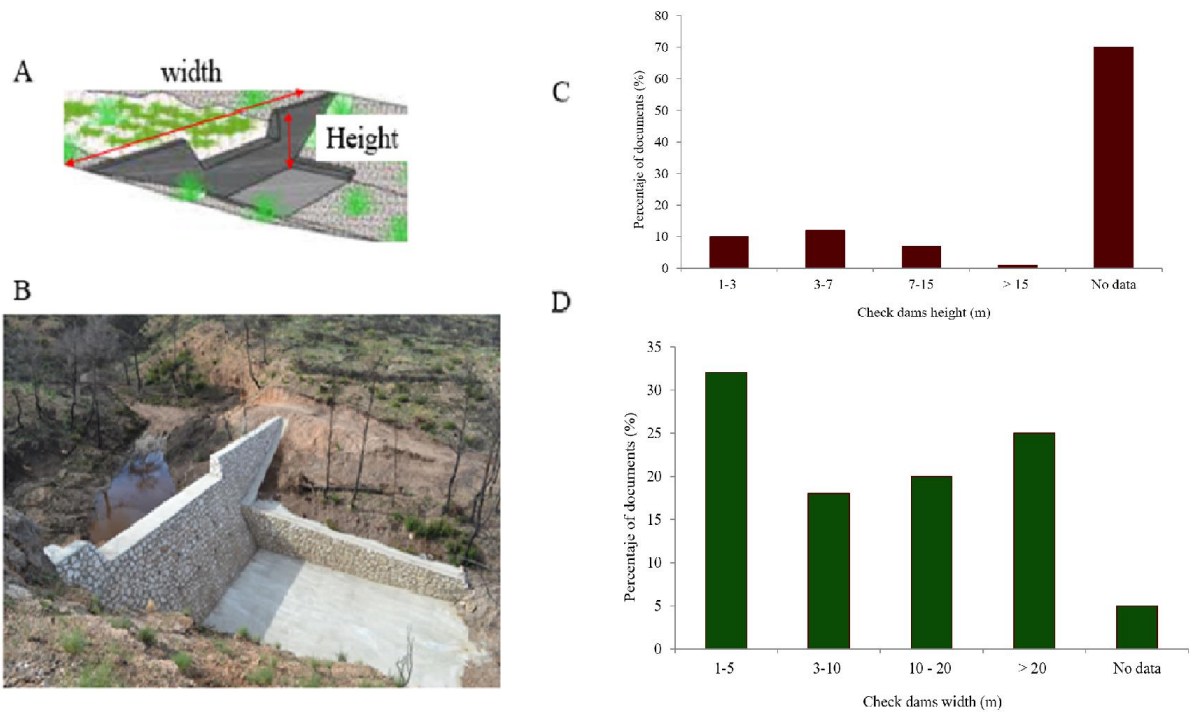 A
width
Height
B
C
Percentaje of documents (%)
80
70
60
50
40
30
20
10
0
1-3
3-7
7-15
> 15
No data
Check dams height (m)
D
Percentaje of documents (%)
35
30
25
20
15
10
5
0
1-5
3-10
10 - 20
> 20
No data
Check dams width (m)